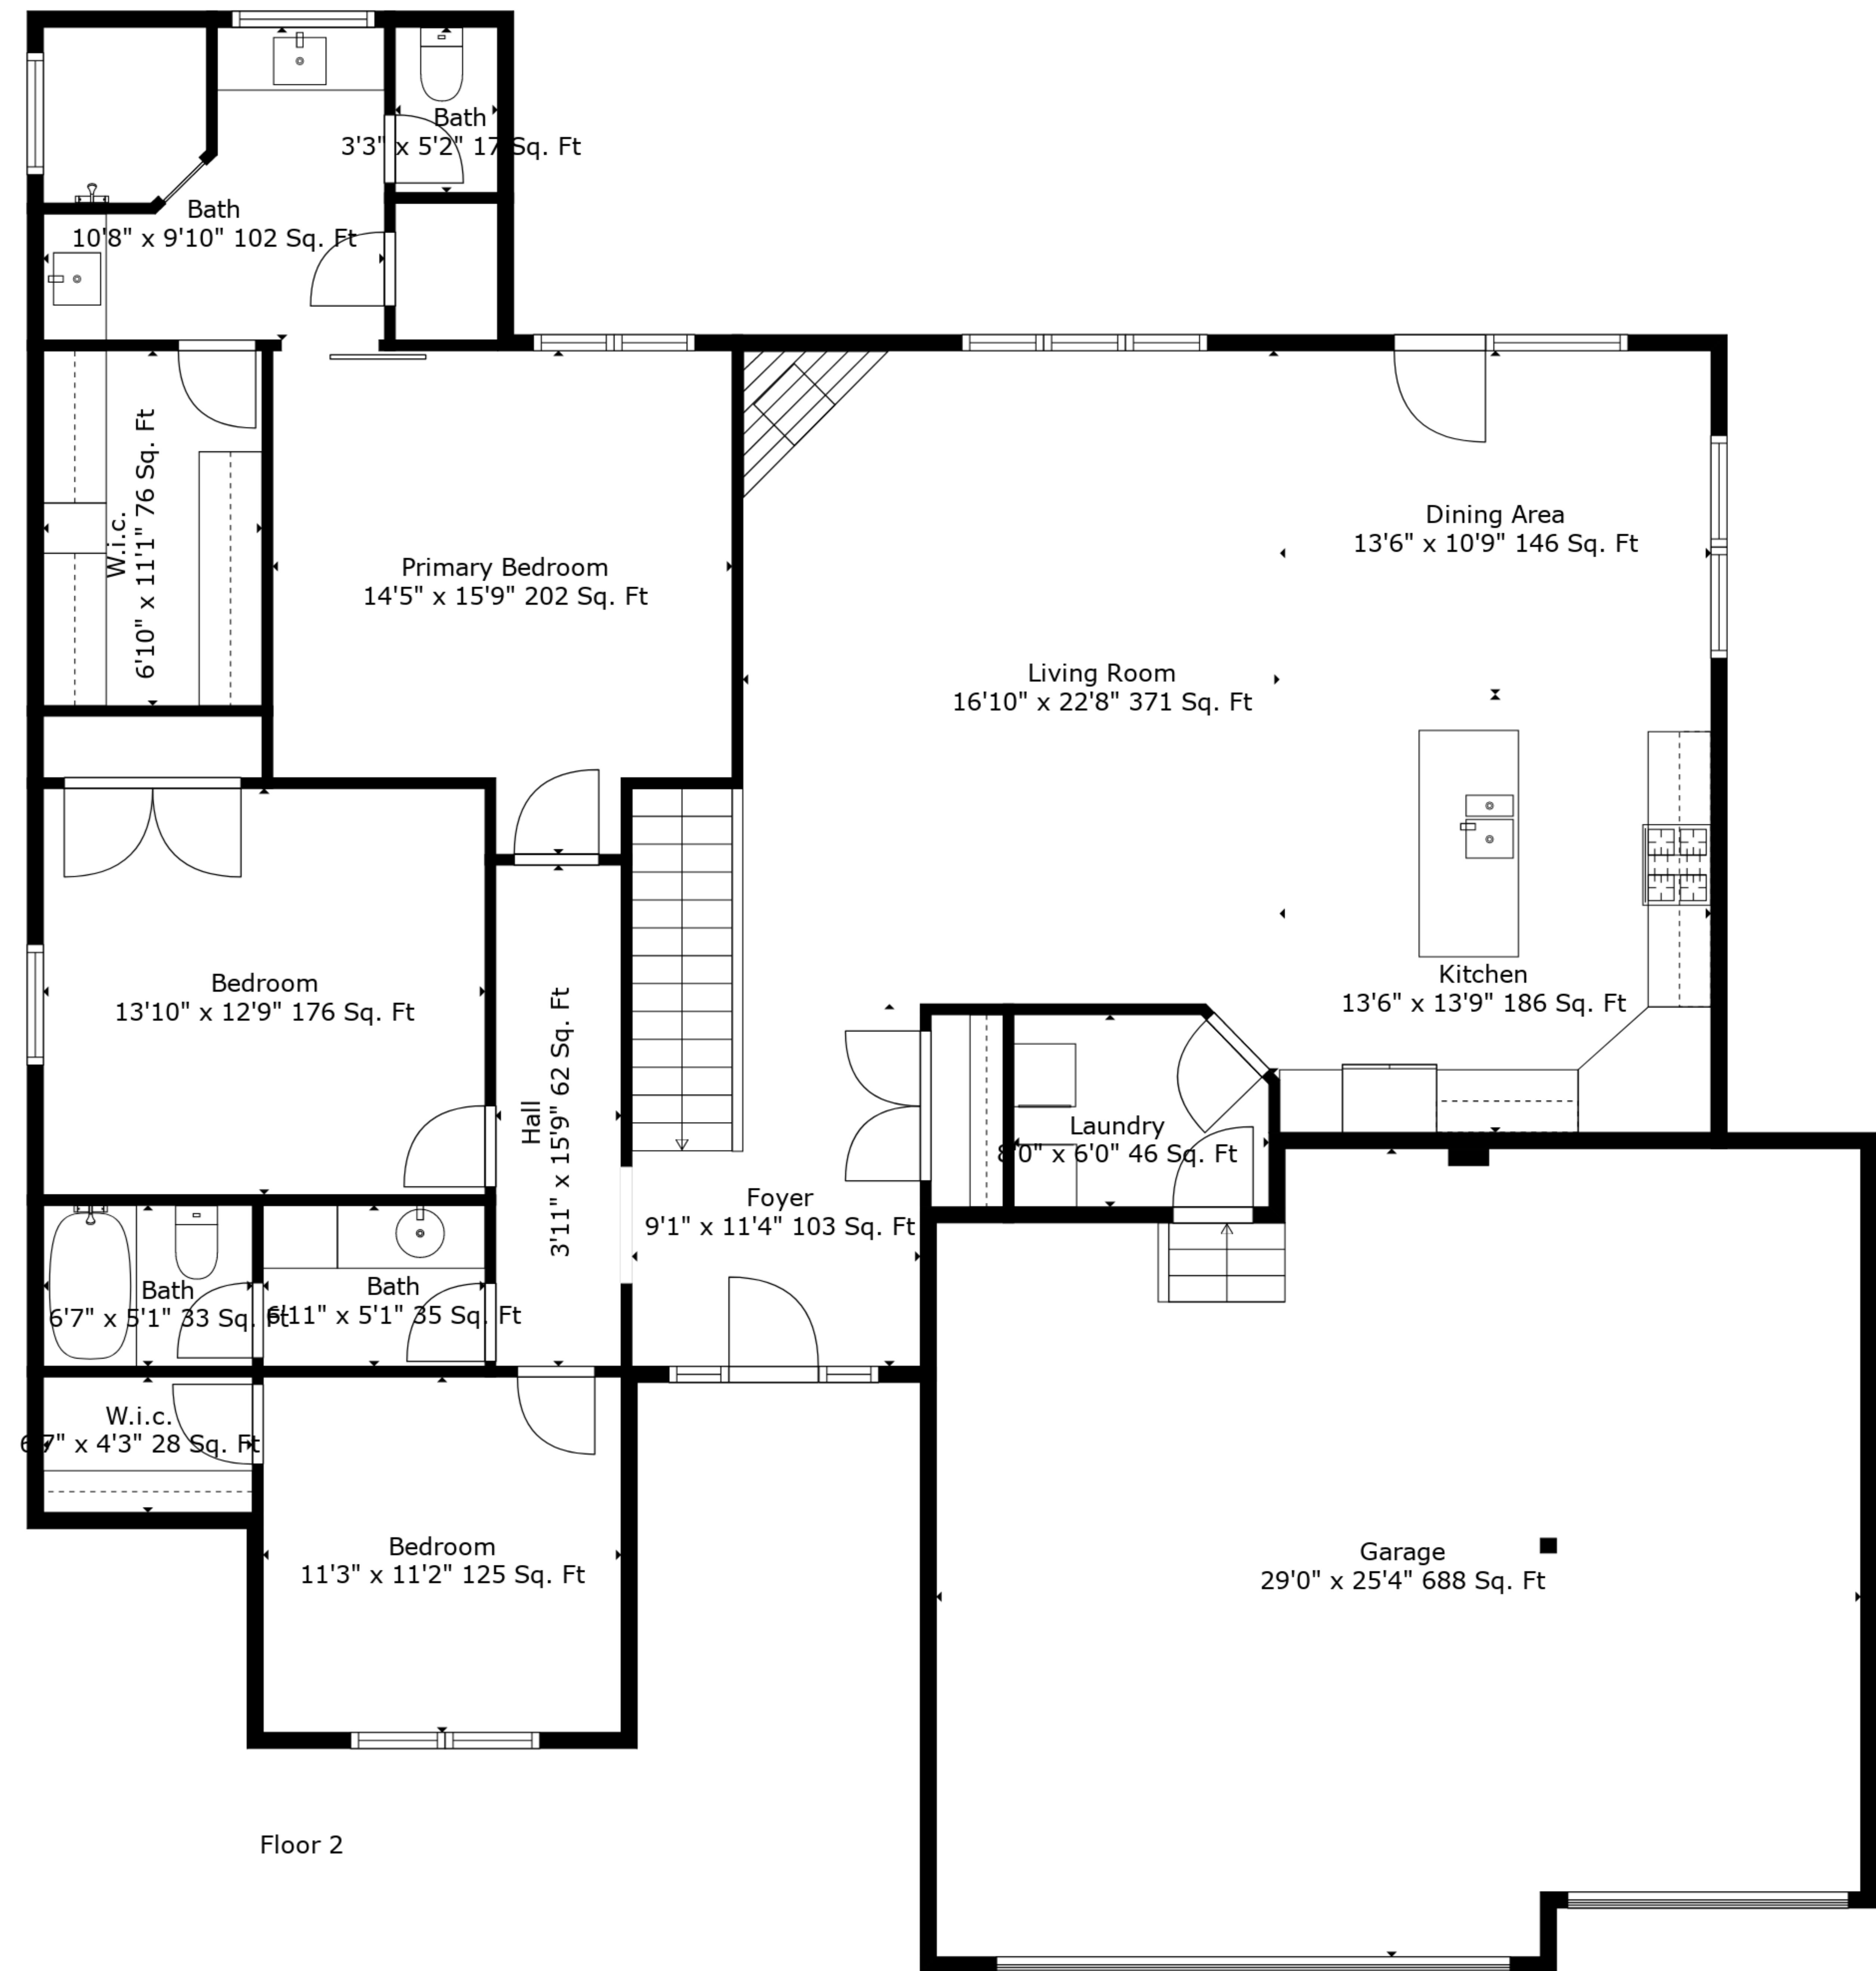 Bath
3'3" x 5'2" 17 Sq. Ft
Bath
10'8" x 9'10" 102 Sq. Ft
W.i.c.
6'10" x 11'1" 76 Sq. Ft
Primary Bedroom
14'5" x 15'9" 202 Sq. Ft
Dining Area
13'6" x 10'9" 146 Sq. Ft
Living Room
16'10" x 22'8" 371 Sq. Ft
Bedroom
13'10" x 12'9" 176 Sq. Ft
Kitchen
13'6" x 13'9" 186 Sq. Ft
Hall
3'11" x 15'9" 62 Sq. Ft
Laundry
8'0" x 6'0" 46 Sq. Ft
Foyer
9'1" x 11'4" 103 Sq. Ft
Bath
6'7" x 5'1" 33 Sq. Ft
Bath
6'11" x 5'1" 35 Sq. Ft
W.i.c.
6'7" x 4'3" 28 Sq. Ft
Bedroom
11'3" x 11'2" 125 Sq. Ft
Garage
29'0" x 25'4" 688 Sq. Ft
Floor 2